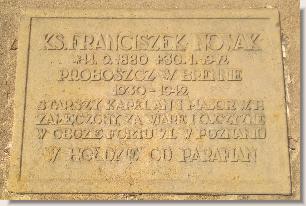 KS. FRANCISZEK NOWAK
PROBOSZCZ W BRENNIE
1930-1942
STARSZY KAPELAN I MAJOR W.P.
ZAMĘCZONY ZA WIARĘ I OJCZYZNĘ
W OBOZIE FORTU VII W POZNANIU
W HOŁDZIE OD PARAFIAN